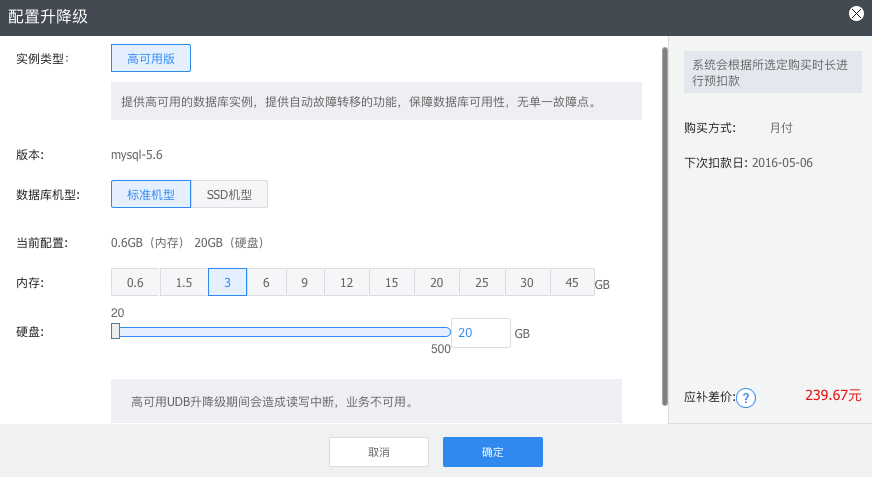 配置升降级
实例类型:
高可用版
提供高可用的数据库实例，提供自动故障转移的功能，保障数据库可用性，无单一故障点。
版本:
mysql-5.6
数据库机型:
标准机型
SSD机型
当前配置:
0.6GB（内存） 20GB（硬盘）
内存:
0.6
1.5
3
6
9
12
15
20
25
30
45
GB
20
硬盘:
20
GB
500
高可用UDB升降级期间会造成读写中断，业务不可用。
系统会根据所选定购买时长进
行预扣款
购买方式:
月付
下次扣款日: 2016-05-06
应补差价:
?
239.67元
取消
确定